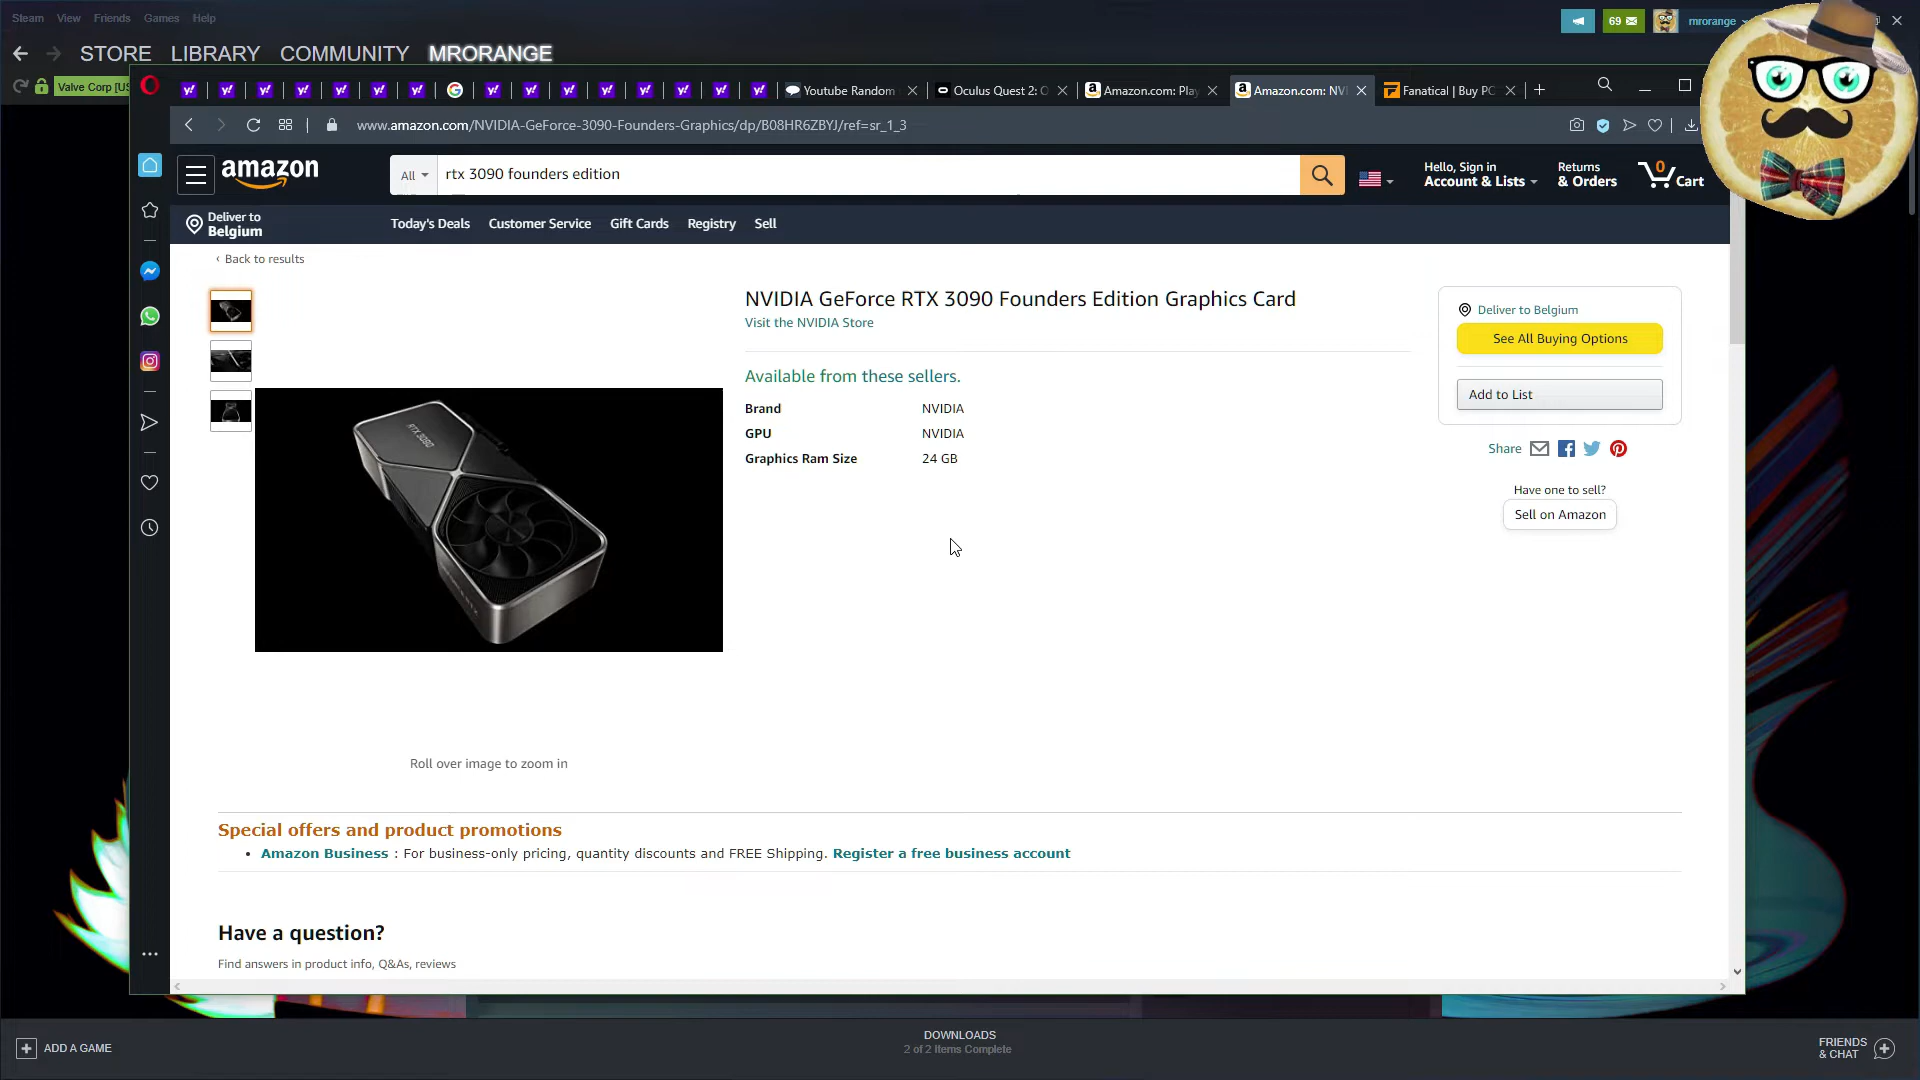 Steam View Friends Games Help
69 mrorange
STORE LIBRARY COMMUNITY MRORANGE
Valve Corp [US
Youtube Random Oculus Quest 2: O Amazon.com: Play Amazon.com: NVI Fanatical | Buy PC
www.amazon.com/NVIDIA-GeForce-3090-Founders-Graphics/dp/B08HR6ZBYJ/ref=sr_1_3
amazon
All rtx 3090 founders edition
Hello, Sign in
Account & Lists
Returns
& Orders
0
Cart
Deliver to
Belgium
Today's Deals Customer Service Gift Cards Registry Sell
‹ Back to results
NVIDIA GeForce RTX 3090 Founders Edition Graphics Card
Visit the NVIDIA Store
Available from these sellers.
Brand NVIDIA
GPU NVIDIA
Graphics Ram Size 24 GB
RTX 3090
Roll over image to zoom in
Deliver to Belgium
See All Buying Options
Add to List
Share
Have one to sell?
Sell on Amazon
Special offers and product promotions
• Amazon Business : For business-only pricing, quantity discounts and FREE Shipping. Register a free business account
Have a question?
Find answers in product info, Q&As, reviews
ADD A GAME
DOWNLOADS
2 of 2 Items Complete
FRIENDS
& CHAT